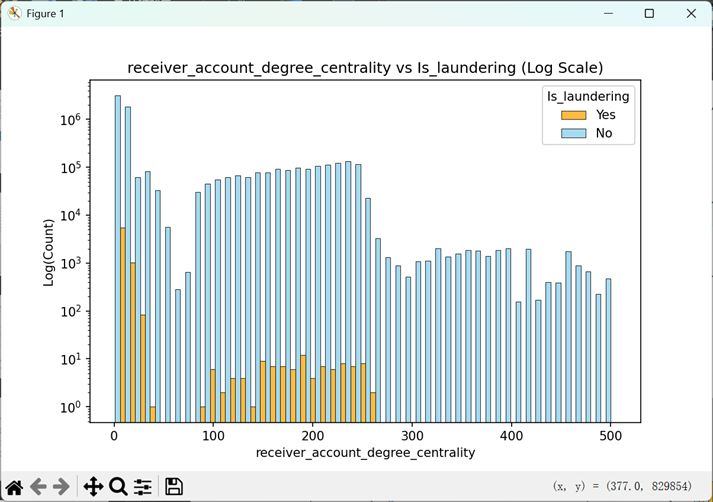 Figure 1
receiver_account_degree_centrality vs Is_laundering (Log Scale)
Is_laundering
Yes
No
Log(Count)
10⁶
10⁵
10⁴
10³
10²
10¹
10⁰
0 100 200 300 400 500
receiver_account_degree_centrality
(x, y) = (377.0, 829854)